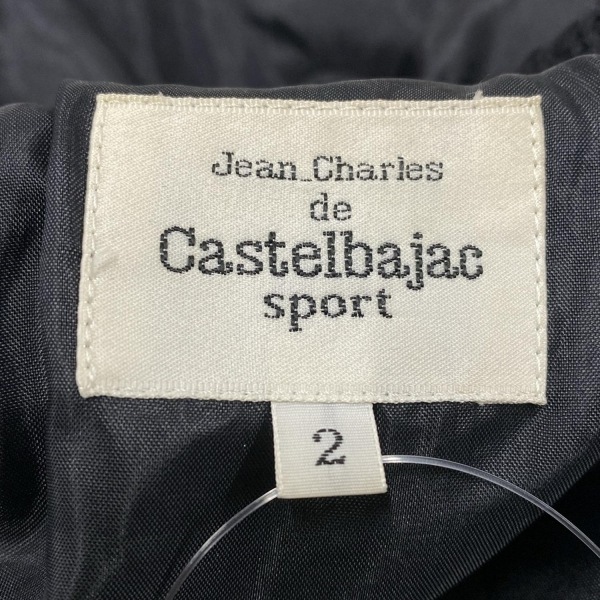 Jean_Charles
de
Castelbajac
sport
2